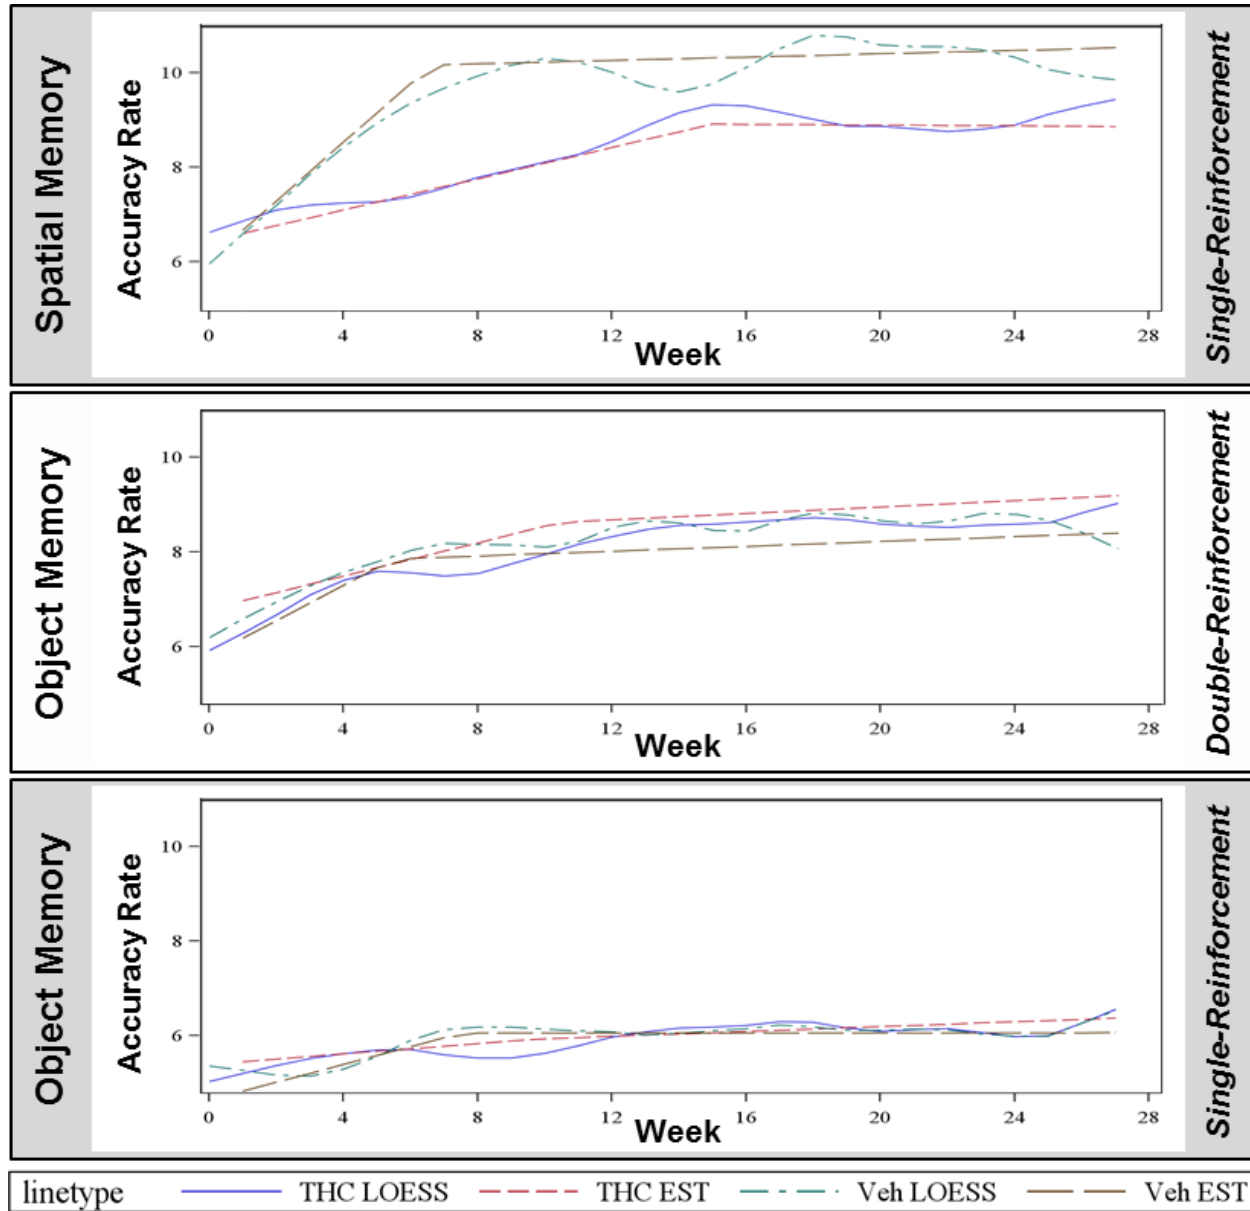 Spatial Memory
Accuracy Rate
10
8
6
0 4 8 12 16 20 24 28
Week
Single-Reinforcement
Object Memory
Accuracy Rate
10
8
6
0 4 8 12 16 20 24 28
Week
Double-Reinforcement
Object Memory
Accuracy Rate
10
8
6
0 4 8 12 16 20 24 28
Week
Single-Reinforcement
linetype THC LOESS THC EST Veh LOESS Veh EST